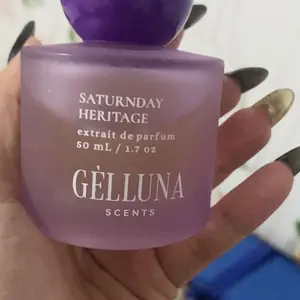 SATURNDAY
HERITAGE
extrait de parfum
50 mL / 1.7 oz
GÈLLUNA
SCENTS